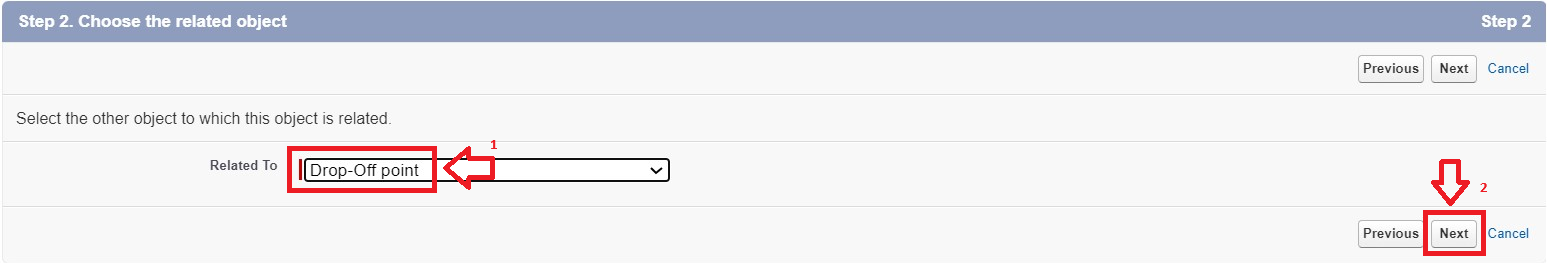 Step 2. Choose the related object Step 2
Previous Next Cancel
Select the other object to which this object is related.
1
Related To Drop-Off point
2
Previous Next Cancel